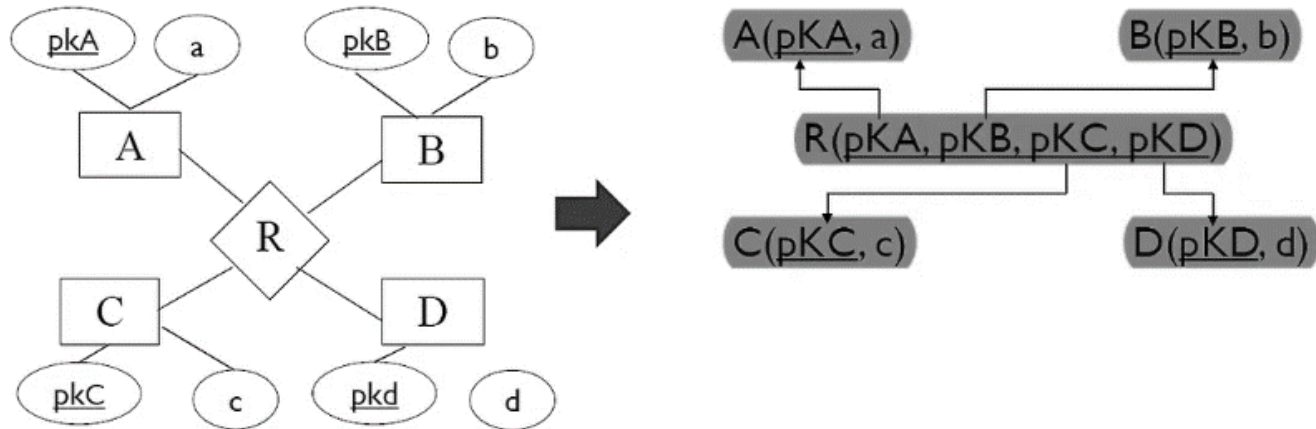 pkA a pkB b
A B
R
C D
pkC c pkd d
A(pKA, a) B(pKB, b)
R(pKA, pKB, pKC, pKD)
C(pKC, c) D(pKD, d)